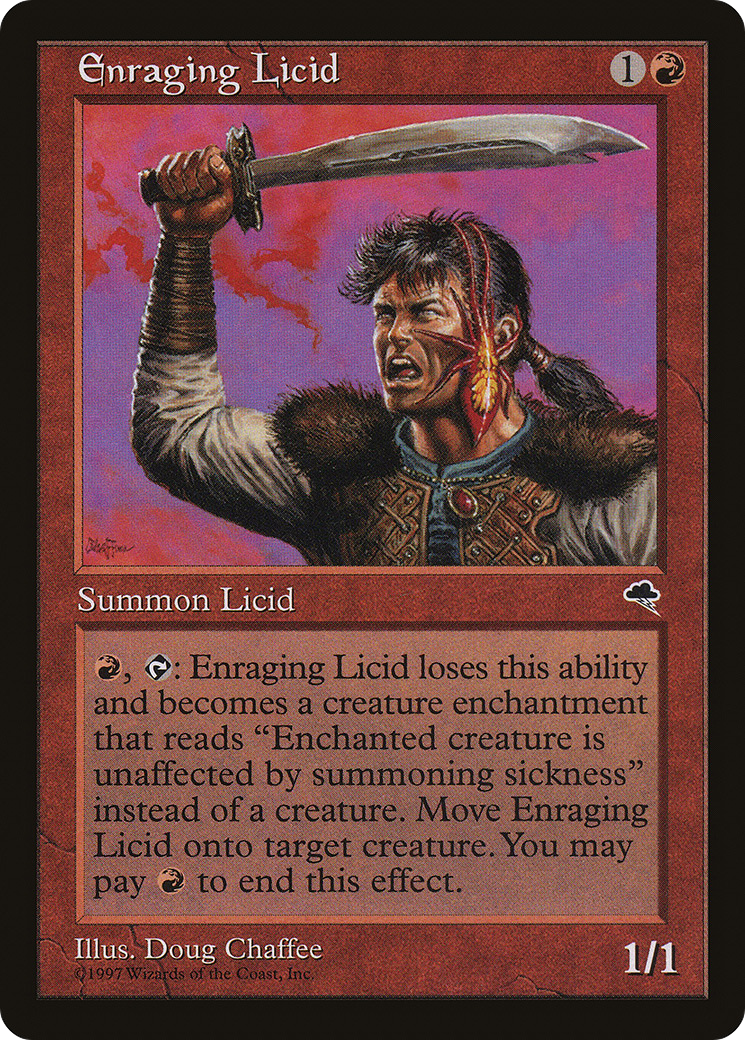 Enraging Licid 1
Summon Licid
, : Enraging Licid loses this ability
and becomes a creature enchantment
that reads “Enchanted creature is
unaffected by summoning sickness”
instead of a creature. Move Enraging
Licid onto target creature. You may
pay to end this effect.
Illus. Doug Chaffee
©1997 Wizards of the Coast, Inc.
1/1